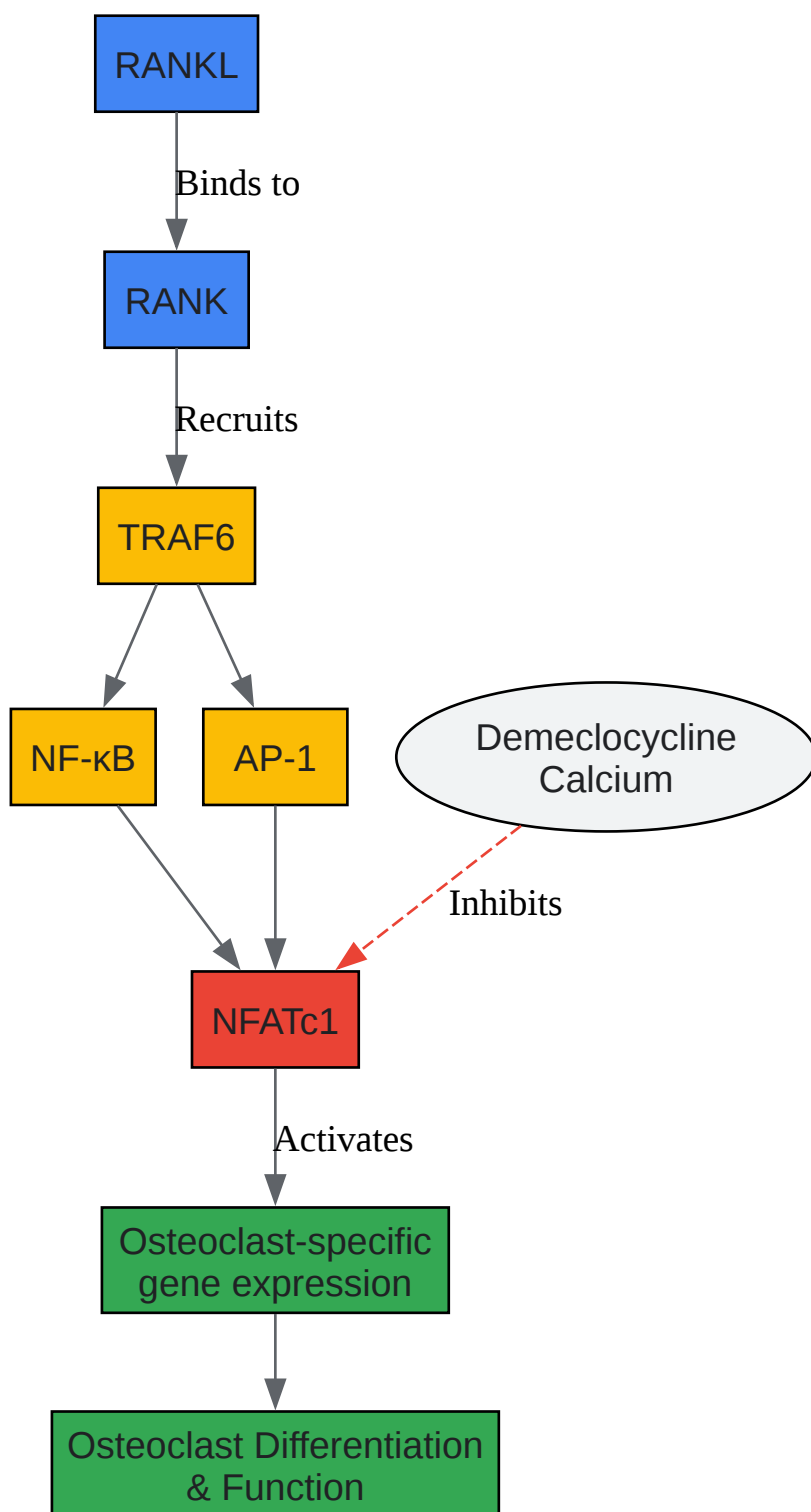 RANKL
Binds to
RANK
Recruits
TRAF6
NF-κB
AP-1
Demeclocycline
Calcium
Inhibits
NFATc1
Activates
Osteoclast-specific
gene expression
Osteoclast Differentiation
& Function